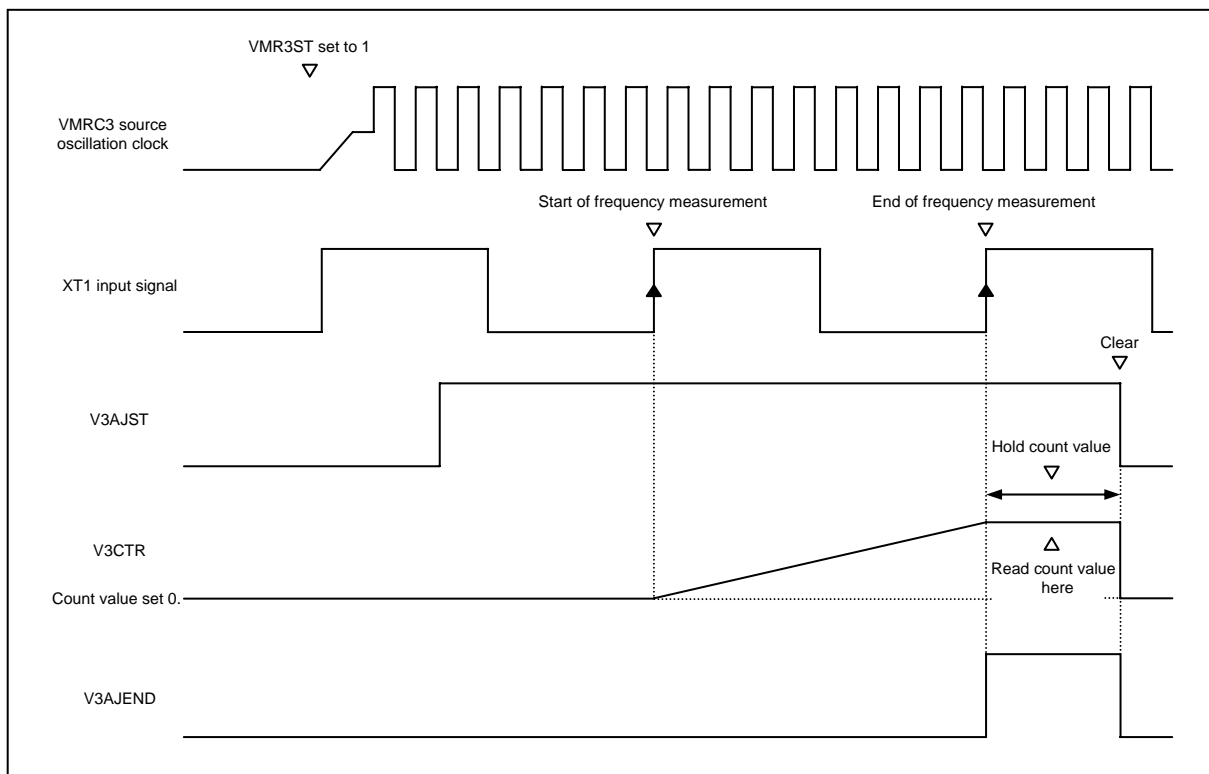 VMR3ST set to 1
VMRC3 source
oscillation clock
Start of frequency measurement
End of frequency measurement
XT1 input signal
Clear
V3AJST
Hold count value
V3CTR
Read count value
here
Count value set 0.
V3AJEND